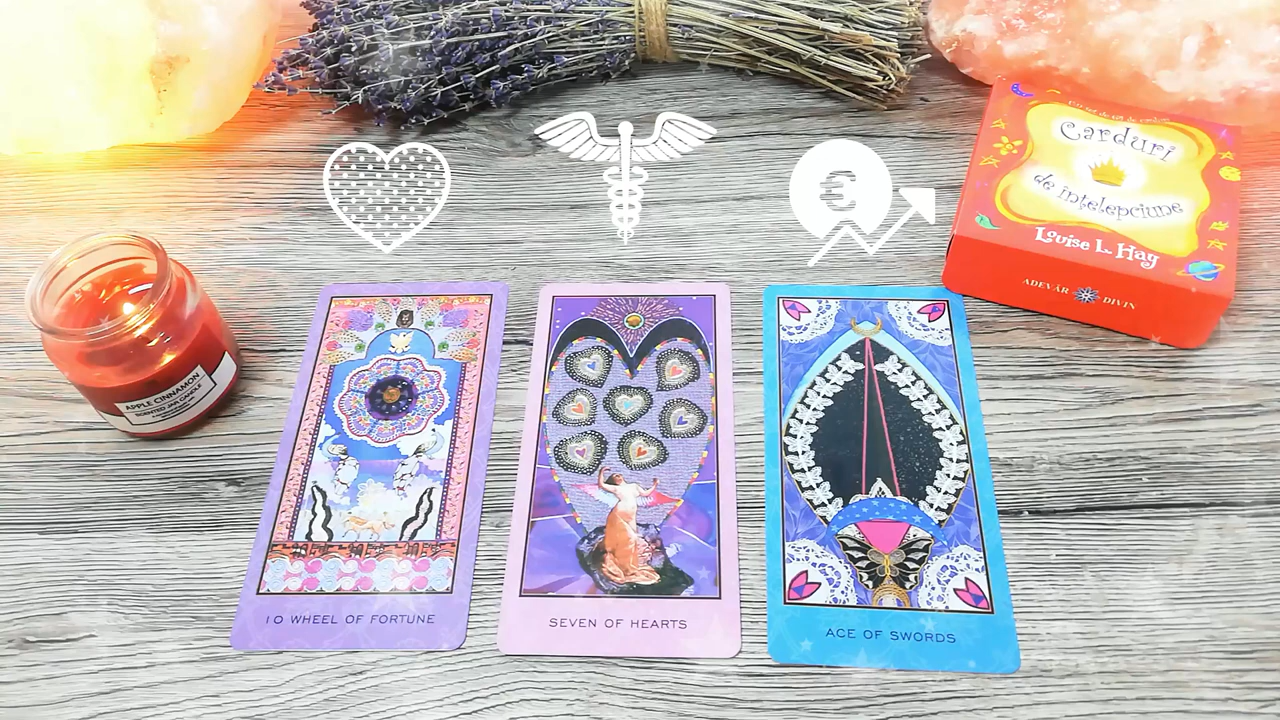 Carduri
de înțelepciune
Louise L. Hay
ADEVĂR DIVIN
APPLE CINNAMON
€
10 WHEEL OF FORTUNE
SEVEN OF HEARTS
ACE OF SWORDS